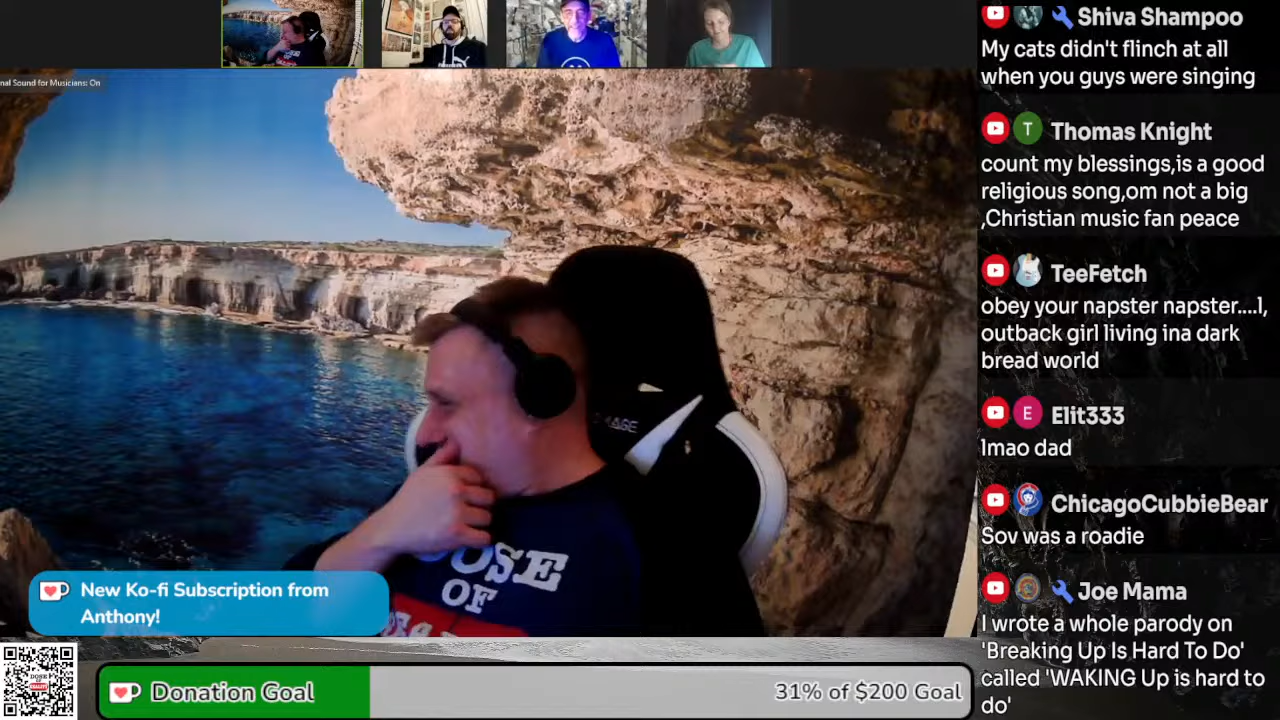 nal Sound for Musicians: On
Shiva Shampoo
My cats didn't flinch at all
when you guys were singing
T
Thomas Knight
count my blessings,is a good
religious song,om not a big
,Christian music fan peace
TeeFetch
obey your napster napster....l,
outback girl living ina dark
bread world
E
Elit333
lmao dad
ChicagoCubbieBear
Sov was a roadie
Joe Mama
I wrote a whole parody on
'Breaking Up Is Hard To Do'
called 'WAKING Up is hard to
do'
DOSE
OF
New Ko-fi Subscription from
Anthony!
DOSE
OF
Donation Goal
31% of $200 Goal